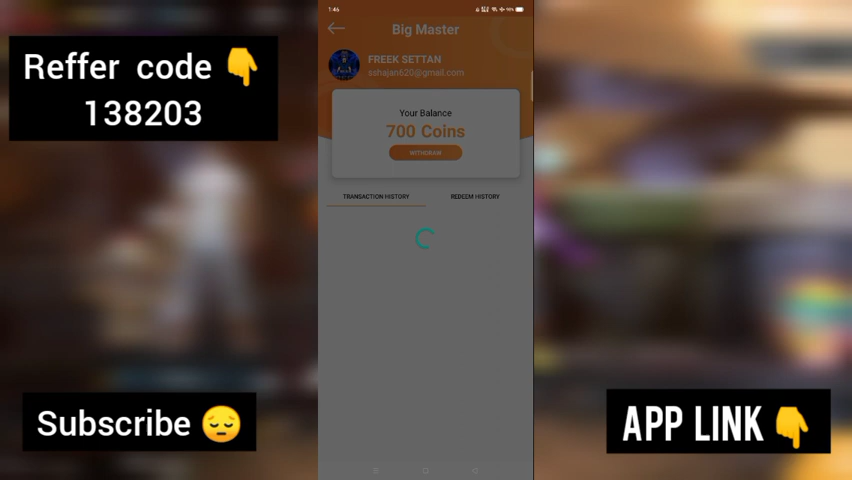 Reffer code 👇
138203
1:46
90%
Big Master
FREEK SETTAN
sshajan620@gmail.com
Your Balance
700 Coins
WITHDRAW
TRANSACTION HISTORY
REDEEM HISTORY
Subscribe 😔
APP LINK 👇